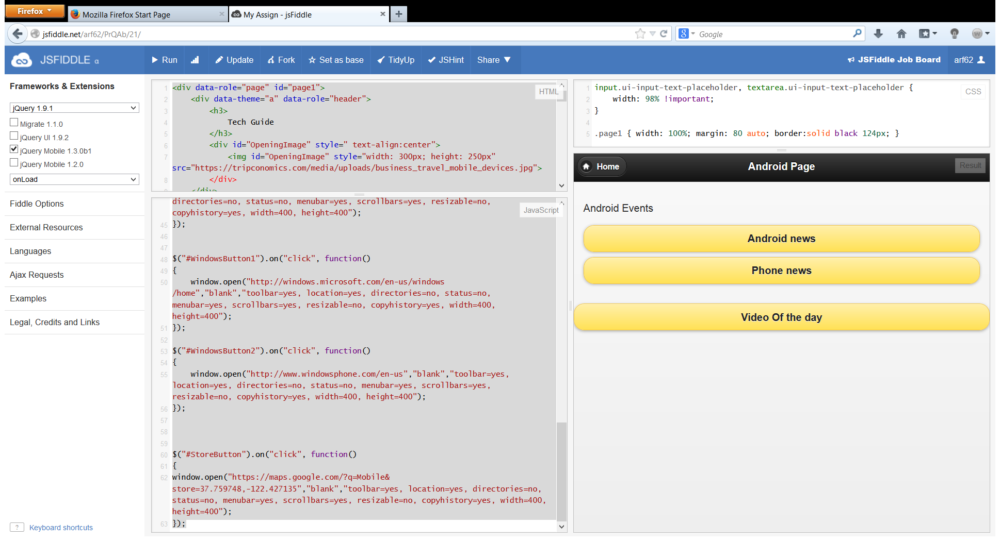 Firefox
Mozilla Firefox Start Page
My Assign - jsFiddle
jsfiddle.net/arf62/PrQAb/21/
8
Google
JSFIDDLE α
Run
Update
Fork
Set as base
TidyUp
JSHint
Share
JSFiddle Job Board
arf62
Frameworks & Extensions
jQuery 1.9.1
Migrate 1.1.0
jQuery UI 1.9.2
jQuery Mobile 1.3.0b1
jQuery Mobile 1.2.0
onLoad
Fiddle Options
External Resources
Languages
Ajax Requests
Examples
Legal, Credits and Links
? Keyboard shortcuts
HTML
1 <div data-role="page" id="page1">
2 <div data-theme="a" data-role="header">
3 <h3>
4 Tech Guide
5 </h3>
6 <div id="OpeningImage" style=" text-align:center">
7 <img id="OpeningImage" style="width: 300px; height: 250px"
src="https://tripconomics.com/media/uploads/business_travel_mobile_devices.jpg">
8 </div>
9 </div>
JavaScript
directories=no, status=no, menubar=yes, scrollbars=yes, resizable=no,
copyhistory=yes, width=400, height=400");
45 });
46
47
48 $("#WindowsButton1").on("click", function()
49 {
50 window.open("http://windows.microsoft.com/en-us/windows
/home","blank","toolbar=yes, location=yes, directories=no, status=no,
menubar=yes, scrollbars=yes, resizable=no, copyhistory=yes, width=400,
height=400");
51 });
52
53 $("#WindowsButton2").on("click", function()
54 {
55 window.open("http://www.windowsphone.com/en-us","blank","toolbar=yes,
location=yes, directories=no, status=no, menubar=yes, scrollbars=yes,
resizable=no, copyhistory=yes, width=400, height=400");
56 });
57
58
59
60 $("#StoreButton").on("click", function()
61 {
62 window.open("https://maps.google.com/?q=Mobile&
store=37.759748,-122.427135","blank","toolbar=yes, location=yes, directories=no,
status=no, menubar=yes, scrollbars=yes, resizable=no, copyhistory=yes, width=400,
height=400");
63 });
CSS
1 input.ui-input-text-placeholder, textarea.ui-input-text-placeholder {
2 width: 98% !important;
3 }
4
5 .page1 { width: 100%; margin: 80 auto; border:solid black 124px; }
Home
Android Page
Result
Android Events
Android news
Phone news
Video Of the day